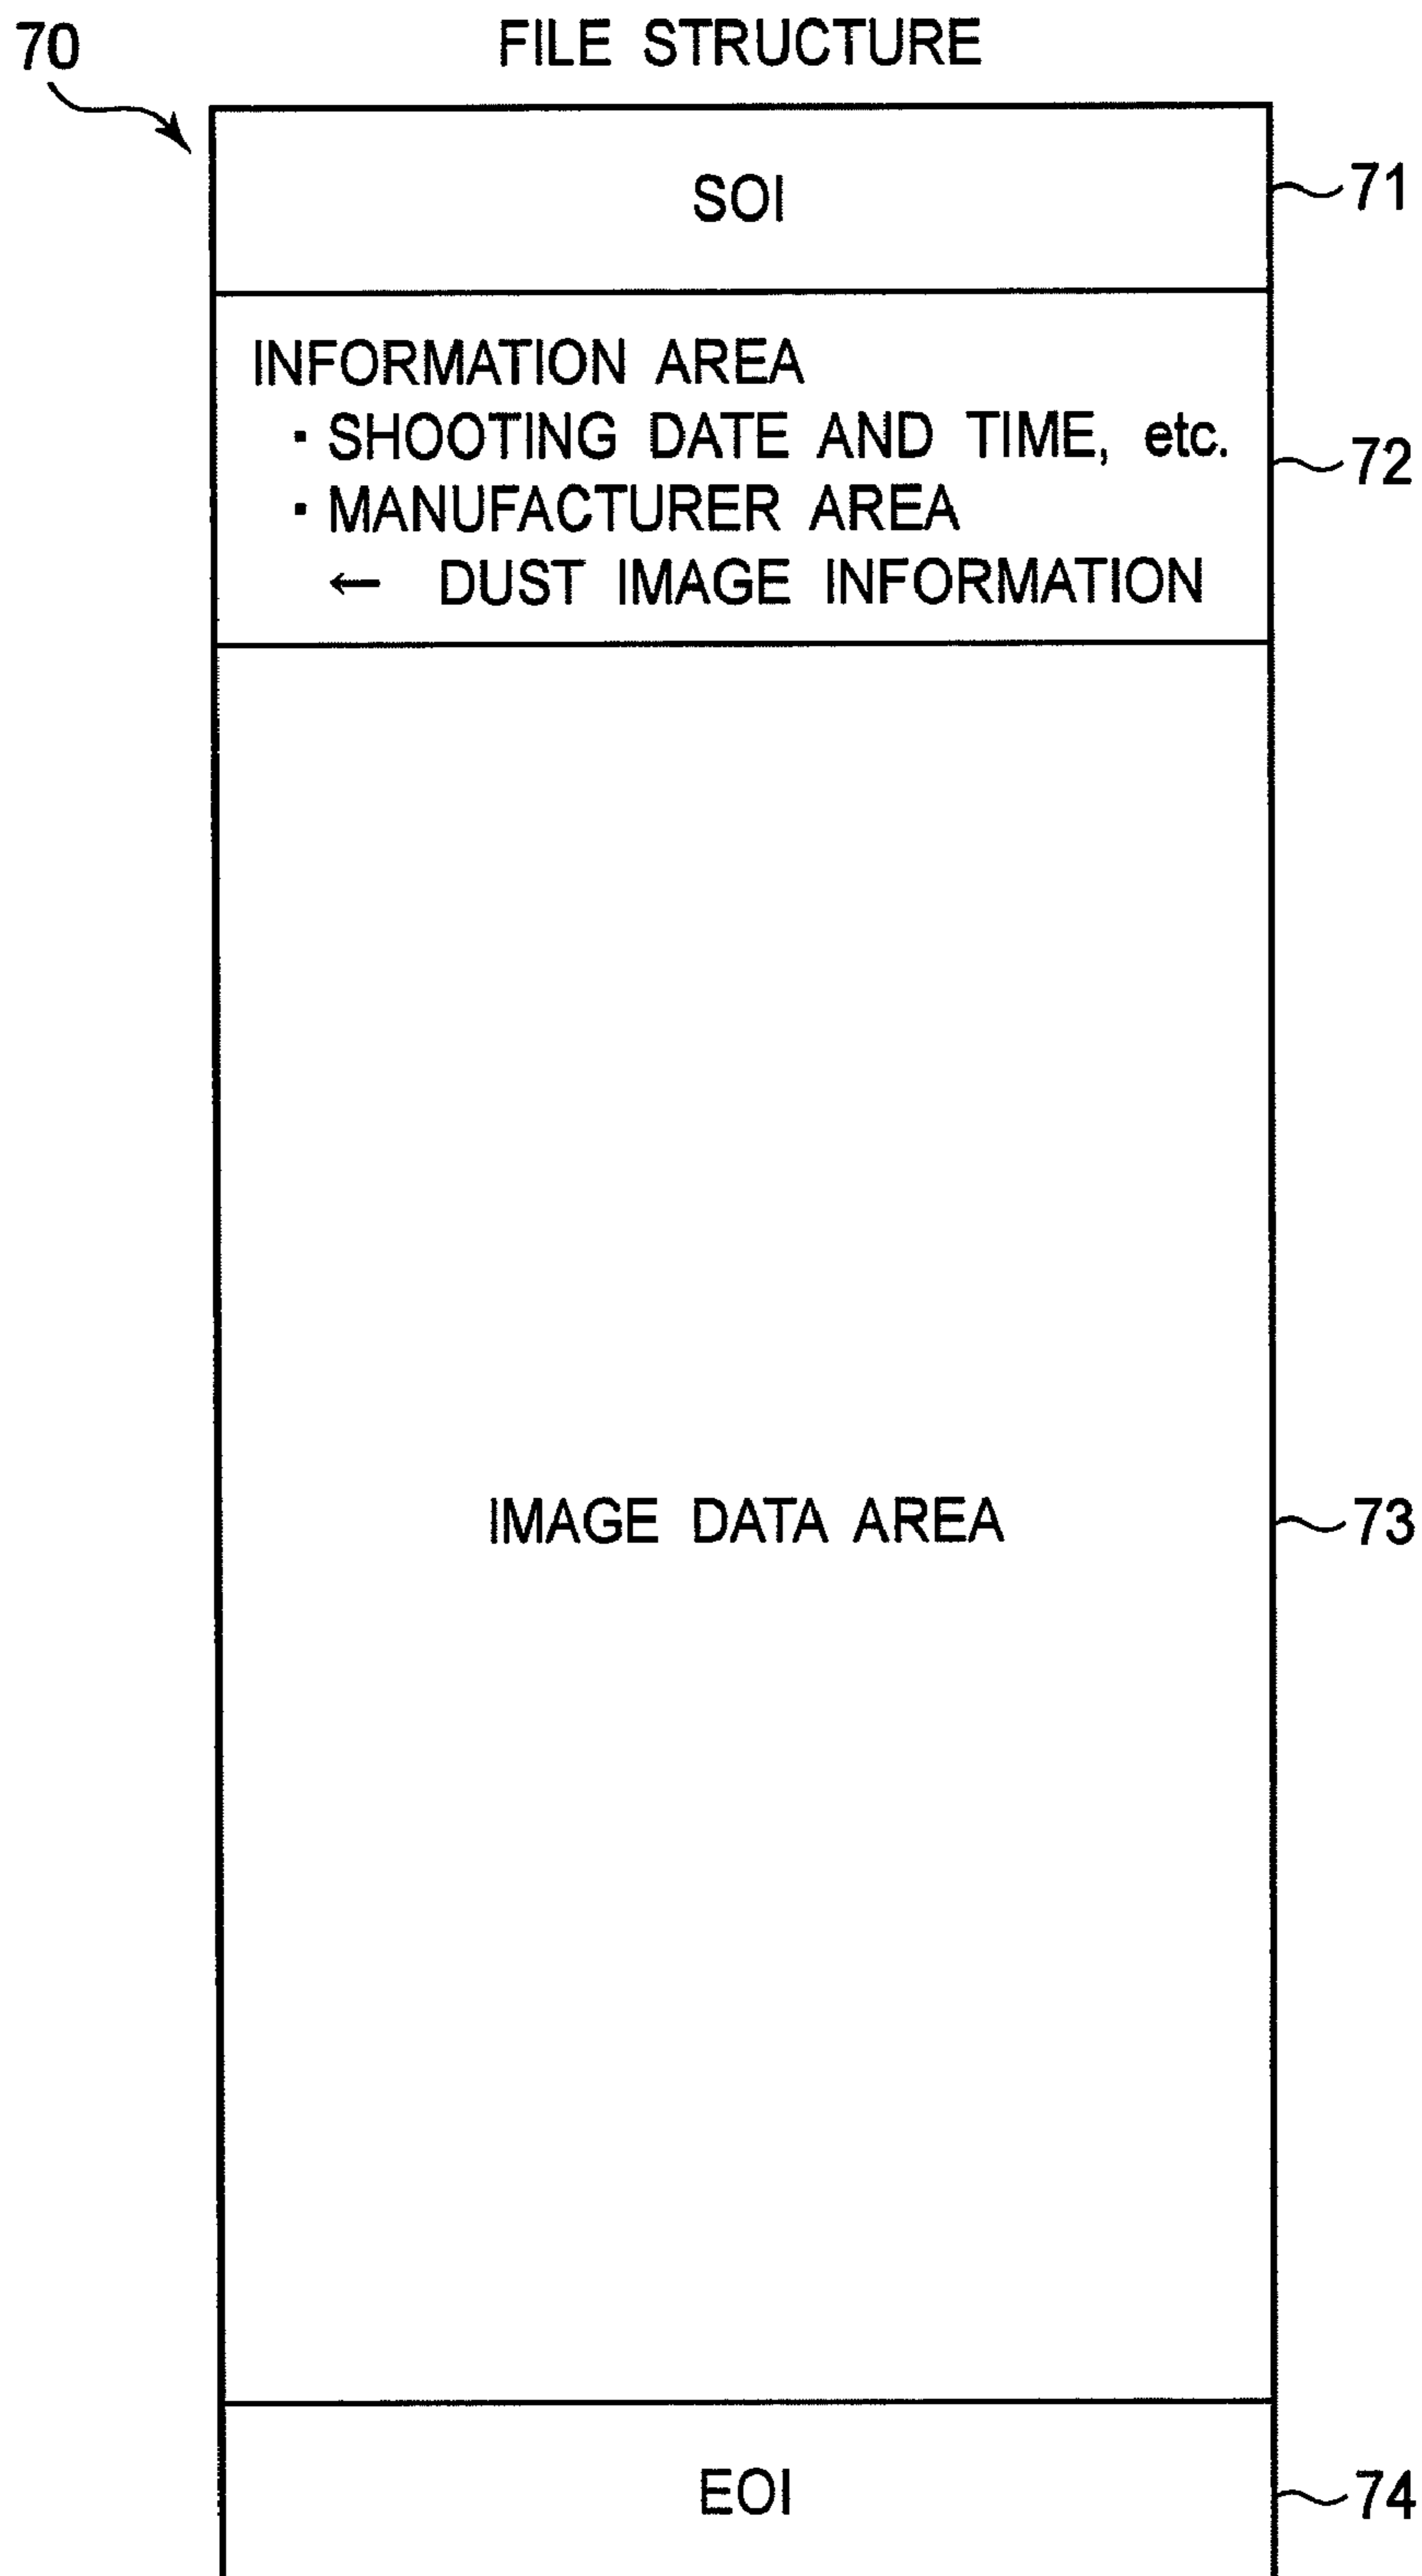 FILE STRUCTURE
70
SOI
71
INFORMATION AREA
・SHOOTING DATE AND TIME, etc.
・MANUFACTURER AREA
← DUST IMAGE INFORMATION
72
IMAGE DATA AREA
73
EOI
74